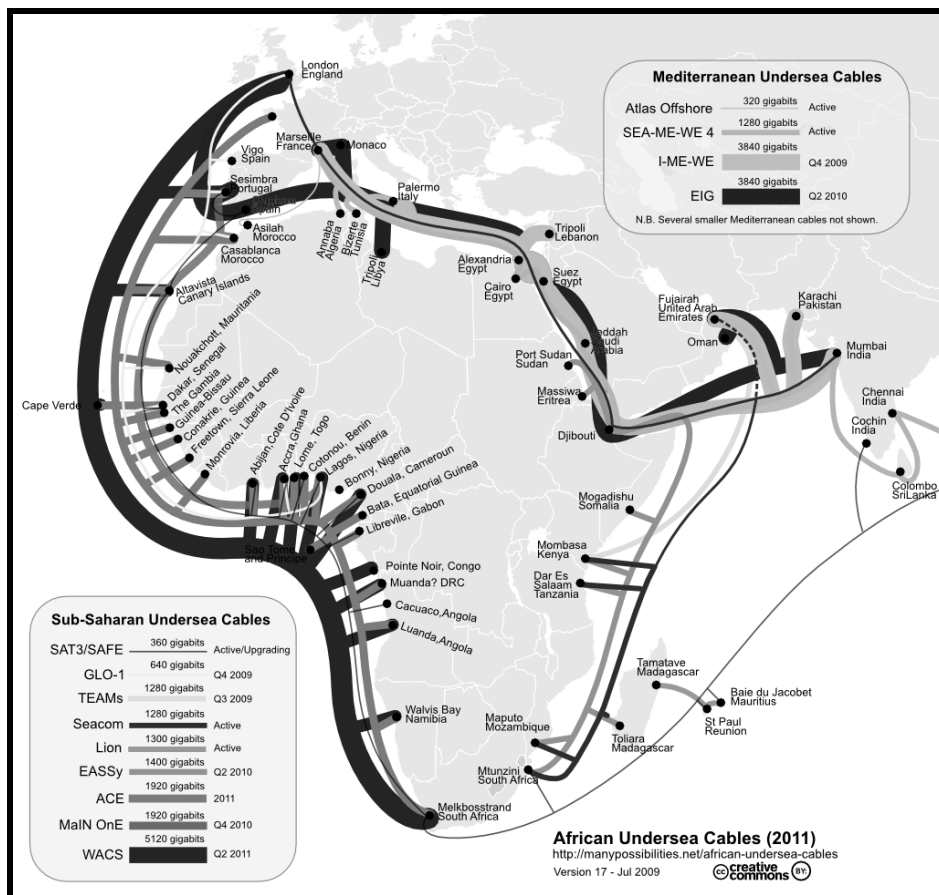 London
England
Vigo
Spain
Marseille
France
Monaco
Sesimbra
Portugal
Spain
Palermo
Italy
Asilah
Morocco
Casablanca
Morocco
Annaba
Algeria
Bizerte
Tunisia
Tripoli
Libya
Tripoli
Lebanon
Alexandria
Egypt
Cairo
Egypt
Suez
Egypt
Altavista
Canary Islands
Nouakchott, Mauritania
Dakar, Senegal
The Gambia
Guinea-Bissau
Conakrie, Guinea
Freetown, Sierra Leone
Monrovia, Liberia
Cape Verde
Abijan, Cote D'Ivoire
Accra, Ghana
Lome, Togo
Cotonou, Benin
Lagos, Nigeria
Bonny, Nigeria
Douala, Cameroun
Bata, Equatorial Guinea
Librevile, Gabon
Sao Tome
and Principe
Pointe Noir, Congo
Muanda? DRC
Cacuaco,Angola
Luanda,Angola
Walvis Bay
Namibia
Melkbosstrand
South Africa
Jeddah
Saudi
Arabia
Port Sudan
Sudan
Massiwa
Eritrea
Djibouti
Fujairah
United Arab
Emirates
Oman
Karachi
Pakistan
Mumbai
India
Chennai
India
Cochin
India
Colombo
SriLanka
Mogadishu
Somalia
Mombasa
Kenya
Dar Es
Salaam
Tanzania
Tamatave
Madagascar
Baie du Jacobet
Mauritius
St Paul
Reunion
Toliara
Madagascar
Maputo
Mozambique
Mtunzini
South Africa
Mediterranean Undersea Cables
Atlas Offshore 320 gigabits Active
SEA-ME-WE 4 1280 gigabits Active
I-ME-WE 3840 gigabits Q4 2009
EIG 3840 gigabits Q2 2010
N.B. Several smaller Mediterranean cables not shown.
Sub-Saharan Undersea Cables
SAT3/SAFE 360 gigabits Active/Upgrading
GLO-1 640 gigabits Q4 2009
TEAMs 1280 gigabits Q3 2009
Seacom 1280 gigabits Active
Lion 1300 gigabits Active
EASSy 1400 gigabits Q2 2010
ACE 1920 gigabits 2011
MaIN OnE 1920 gigabits Q4 2010
WACS 5120 gigabits Q2 2011
African Undersea Cables (2011)
http://manypossibilities.net/african-undersea-cables
Version 17 - Jul 2009
cc creative commons BY: